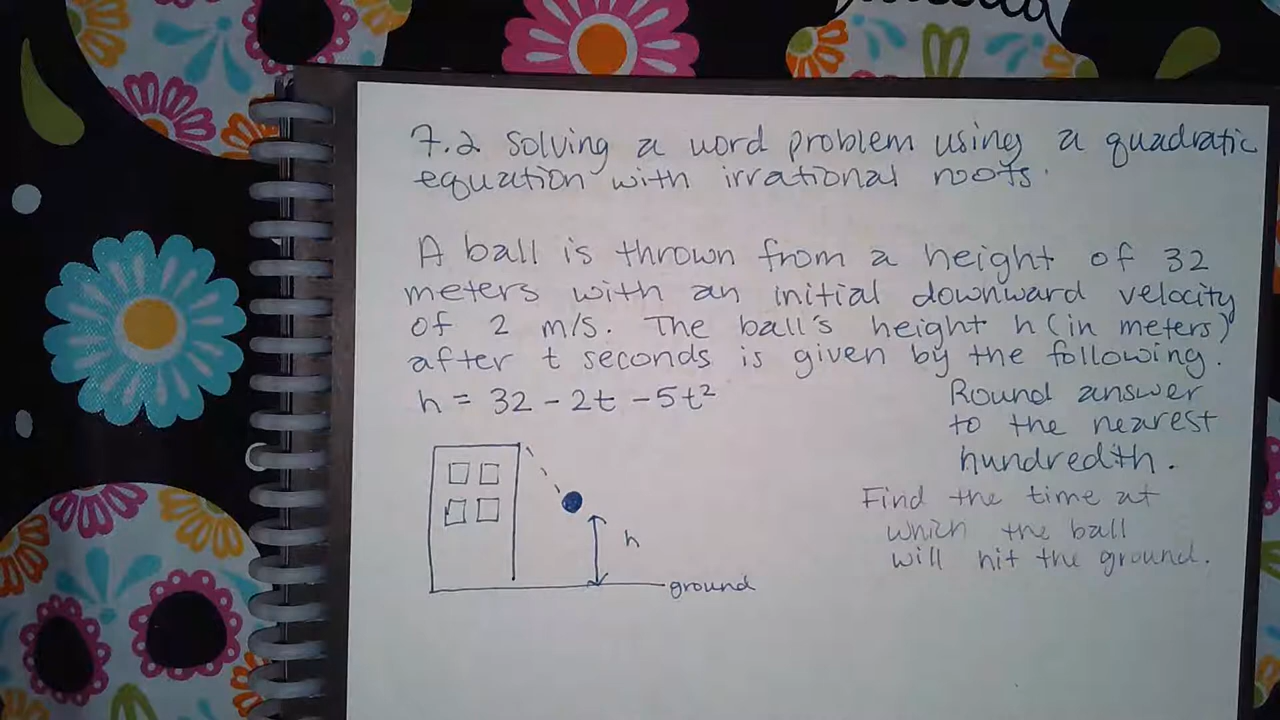 7.2 Solving a word problem using a quadratic
equation with irrational roots.
A ball is thrown from a height of 32
meters with an initial downward velocity
of 2 m/s. The ball's height h (in meters)
after t seconds is given by the following.
h = 32 - 2t - 5t²
Round answer
to the nearest
hundredth.
Find the time at
which the ball
will hit the ground.
h
ground